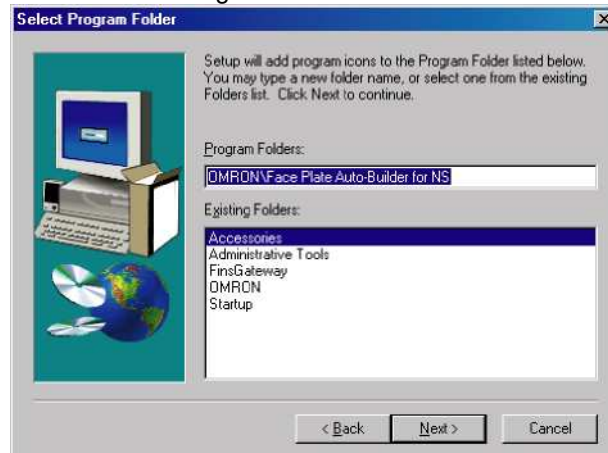 Select Program Folder
Setup will add program icons to the Program Folder listed below.
You may type a new folder name, or select one from the existing
Folders list. Click Next to continue.
Program Folders:
OMRON\Face Plate Auto-Builder for NS
Existing Folders:
Accessories
Administrative Tools
FinsGateway
OMRON
Startup
< Back
Next >
Cancel